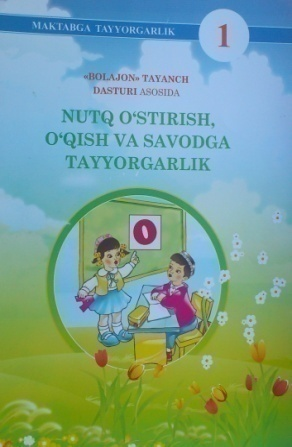 MAKTABGA TAYYORGARLIK
1
«BOLAJON» TAYANCH
DASTURI ASOSIDA
NUTQ O‘STIRISH,
O‘QISH VA SAVODGA
TAYYORGARLIK
O